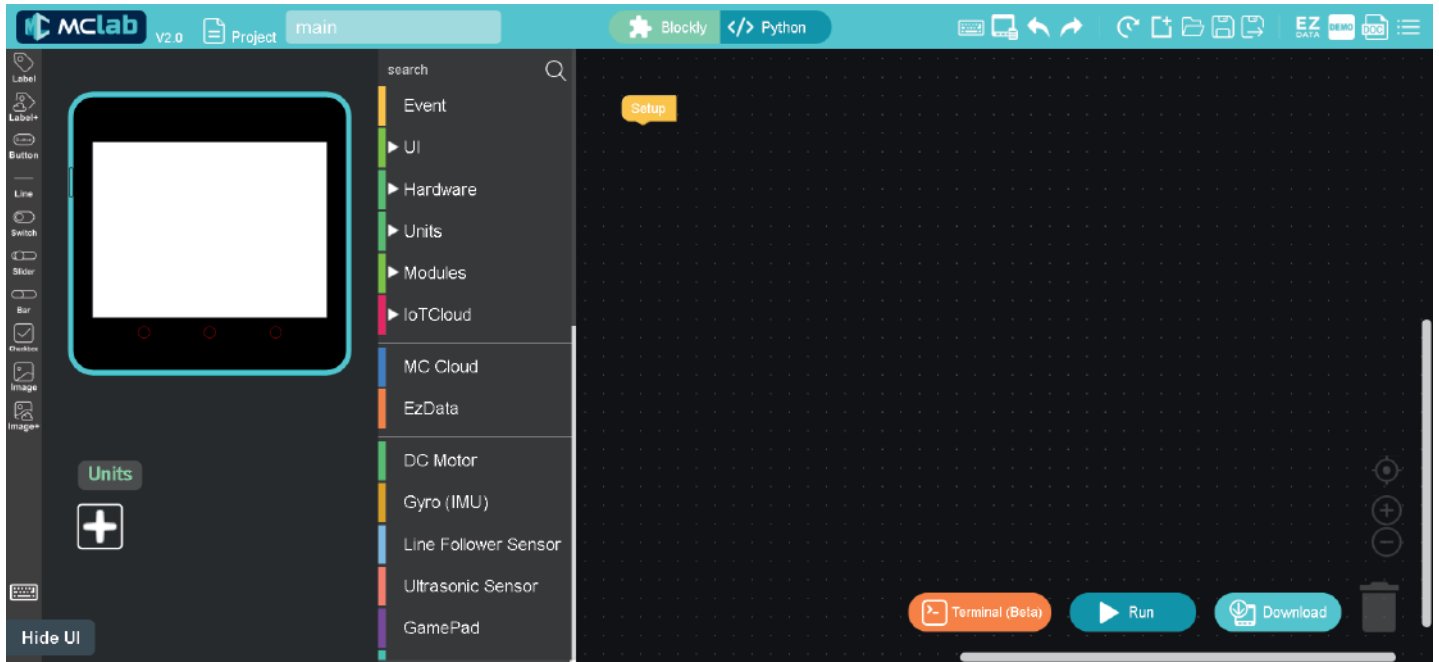 MClab V2.0 Project main Blockly </> Python EZ DATA DEMO DOC
Label
Label+
Button
Line
Switch
Slider
Bar
Checkbox
Image
Image+
Units
Hide UI
search
Event
UI
Hardware
Units
Modules
IoTCloud
MC Cloud
EzData
DC Motor
Gyro (IMU)
Line Follower Sensor
Ultrasonic Sensor
GamePad
Setup
Terminal (Beta) Run Download